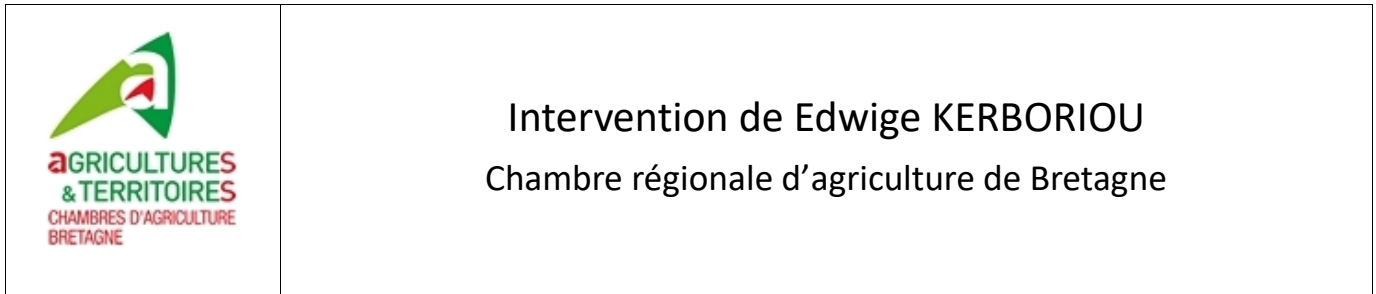 a
aGRICULTURES
& TERRITOIRES
CHAMBRES D'AGRICULTURE
BRETAGNE
Intervention de Edwige KERBORIOU
Chambre régionale d’agriculture de Bretagne